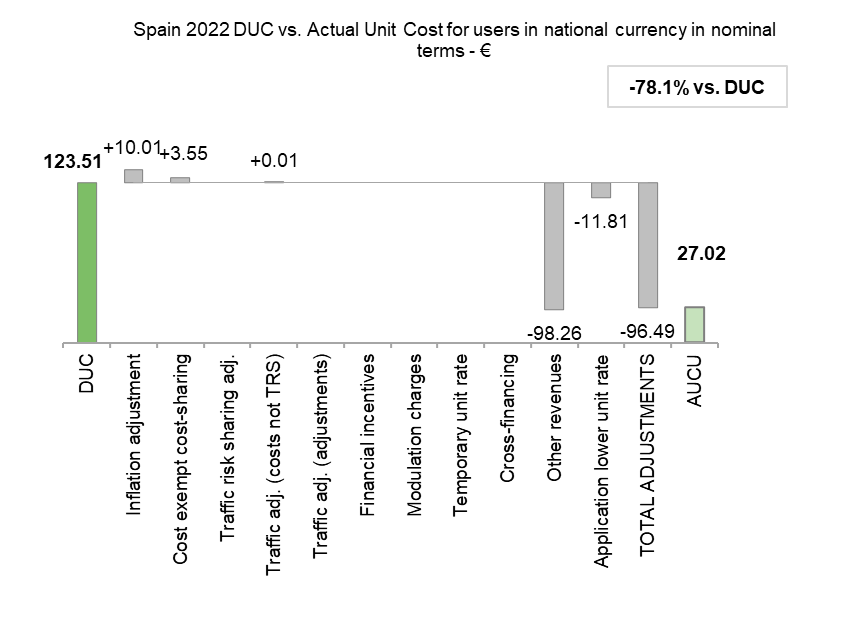 Spain 2022 DUC vs. Actual Unit Cost for users in national currency in nominal
terms - €
-78.1% vs. DUC
123.51
+10.01
+3.55
+0.01
-98.26
-11.81
-96.49
27.02
DUC
Inflation adjustment
Cost exempt cost-sharing
Traffic risk sharing adj.
Traffic adj. (costs not TRS)
Traffic adj. (adjustments)
Financial incentives
Modulation charges
Temporary unit rate
Cross-financing
Other revenues
Application lower unit rate
TOTAL ADJUSTMENTS
AUCU